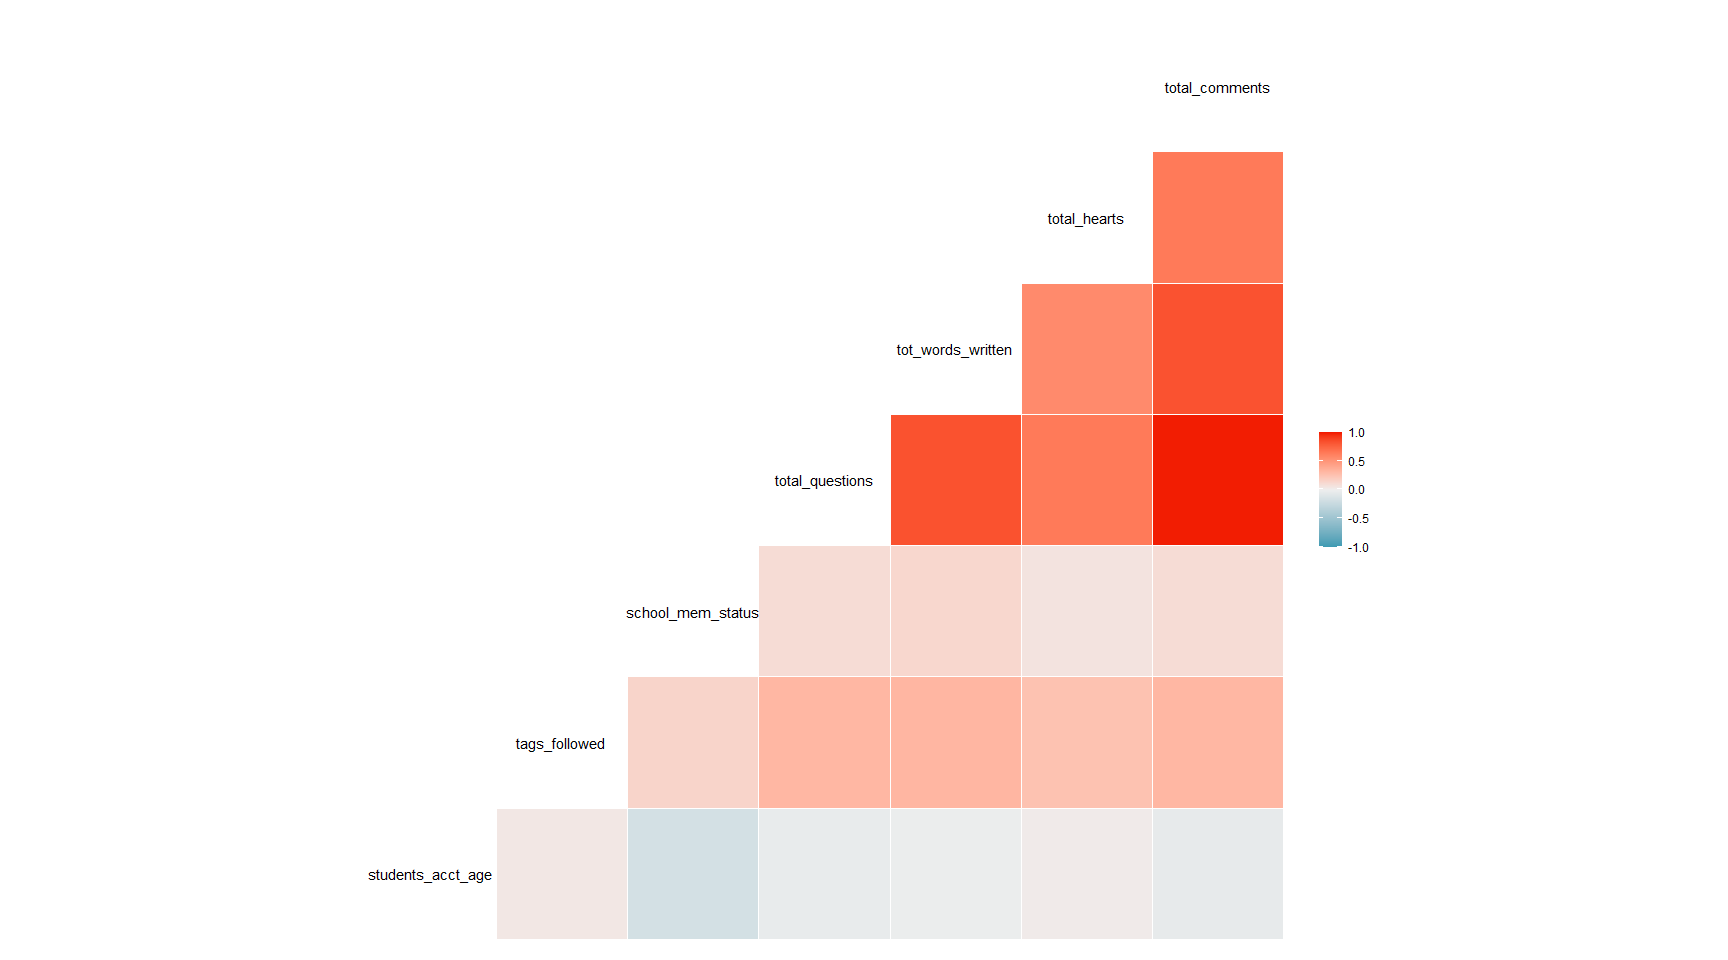 total_comments
total_hearts
tot_words_written
total_questions
school_mem_status
tags_followed
students_acct_age
1.0
0.5
0.0
-0.5
-1.0